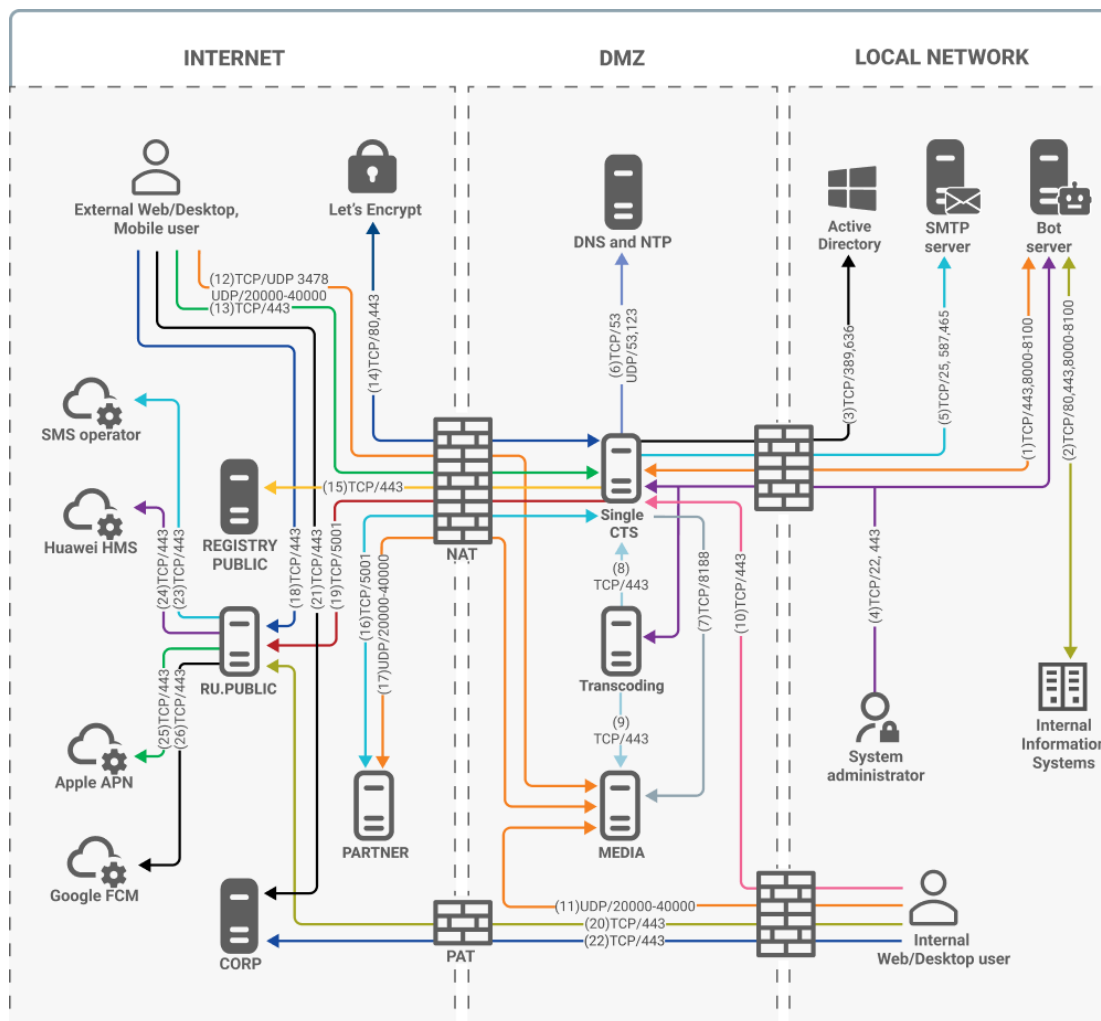 INTERNET
DMZ
LOCAL NETWORK
External Web/Desktop,
Mobile user
Let's Encrypt
DNS and NTP
Active
Directory
SMTP
server
Bot
server
(12)TCP/UDP 3478
UDP/20000-40000
(13)TCP/443
(14)TCP/80,443
(6)TCP/53
UDP/53,123
(3)TCP/389,636
(5)TCP/25, 587,465
(1)TCP/443,8000-8100
(2)TCP/80,443,8000-8100
SMS operator
Huawei HMS
REGISTRY
PUBLIC
(15)TCP/443
NAT
Single
CTS
(24)TCP/443
(23)TCP/443
(18)TCP/443
(21)TCP/443
(19)TCP/5001
(16)TCP/5001
(17)UDP/20000-40000
(8)
TCP/443
(7)TCP/8188
(10)TCP/443
(4)TCP/22, 443
RU.PUBLIC
Transcoding
(25)TCP/443
(26)TCP/443
(9)
TCP/443
System
administrator
Internal
Information
Systems
Apple APN
PARTNER
MEDIA
Google FCM
CORP
PAT
(11)UDP/20000-40000
(20)TCP/443
(22)TCP/443
Internal
Web/Desktop user